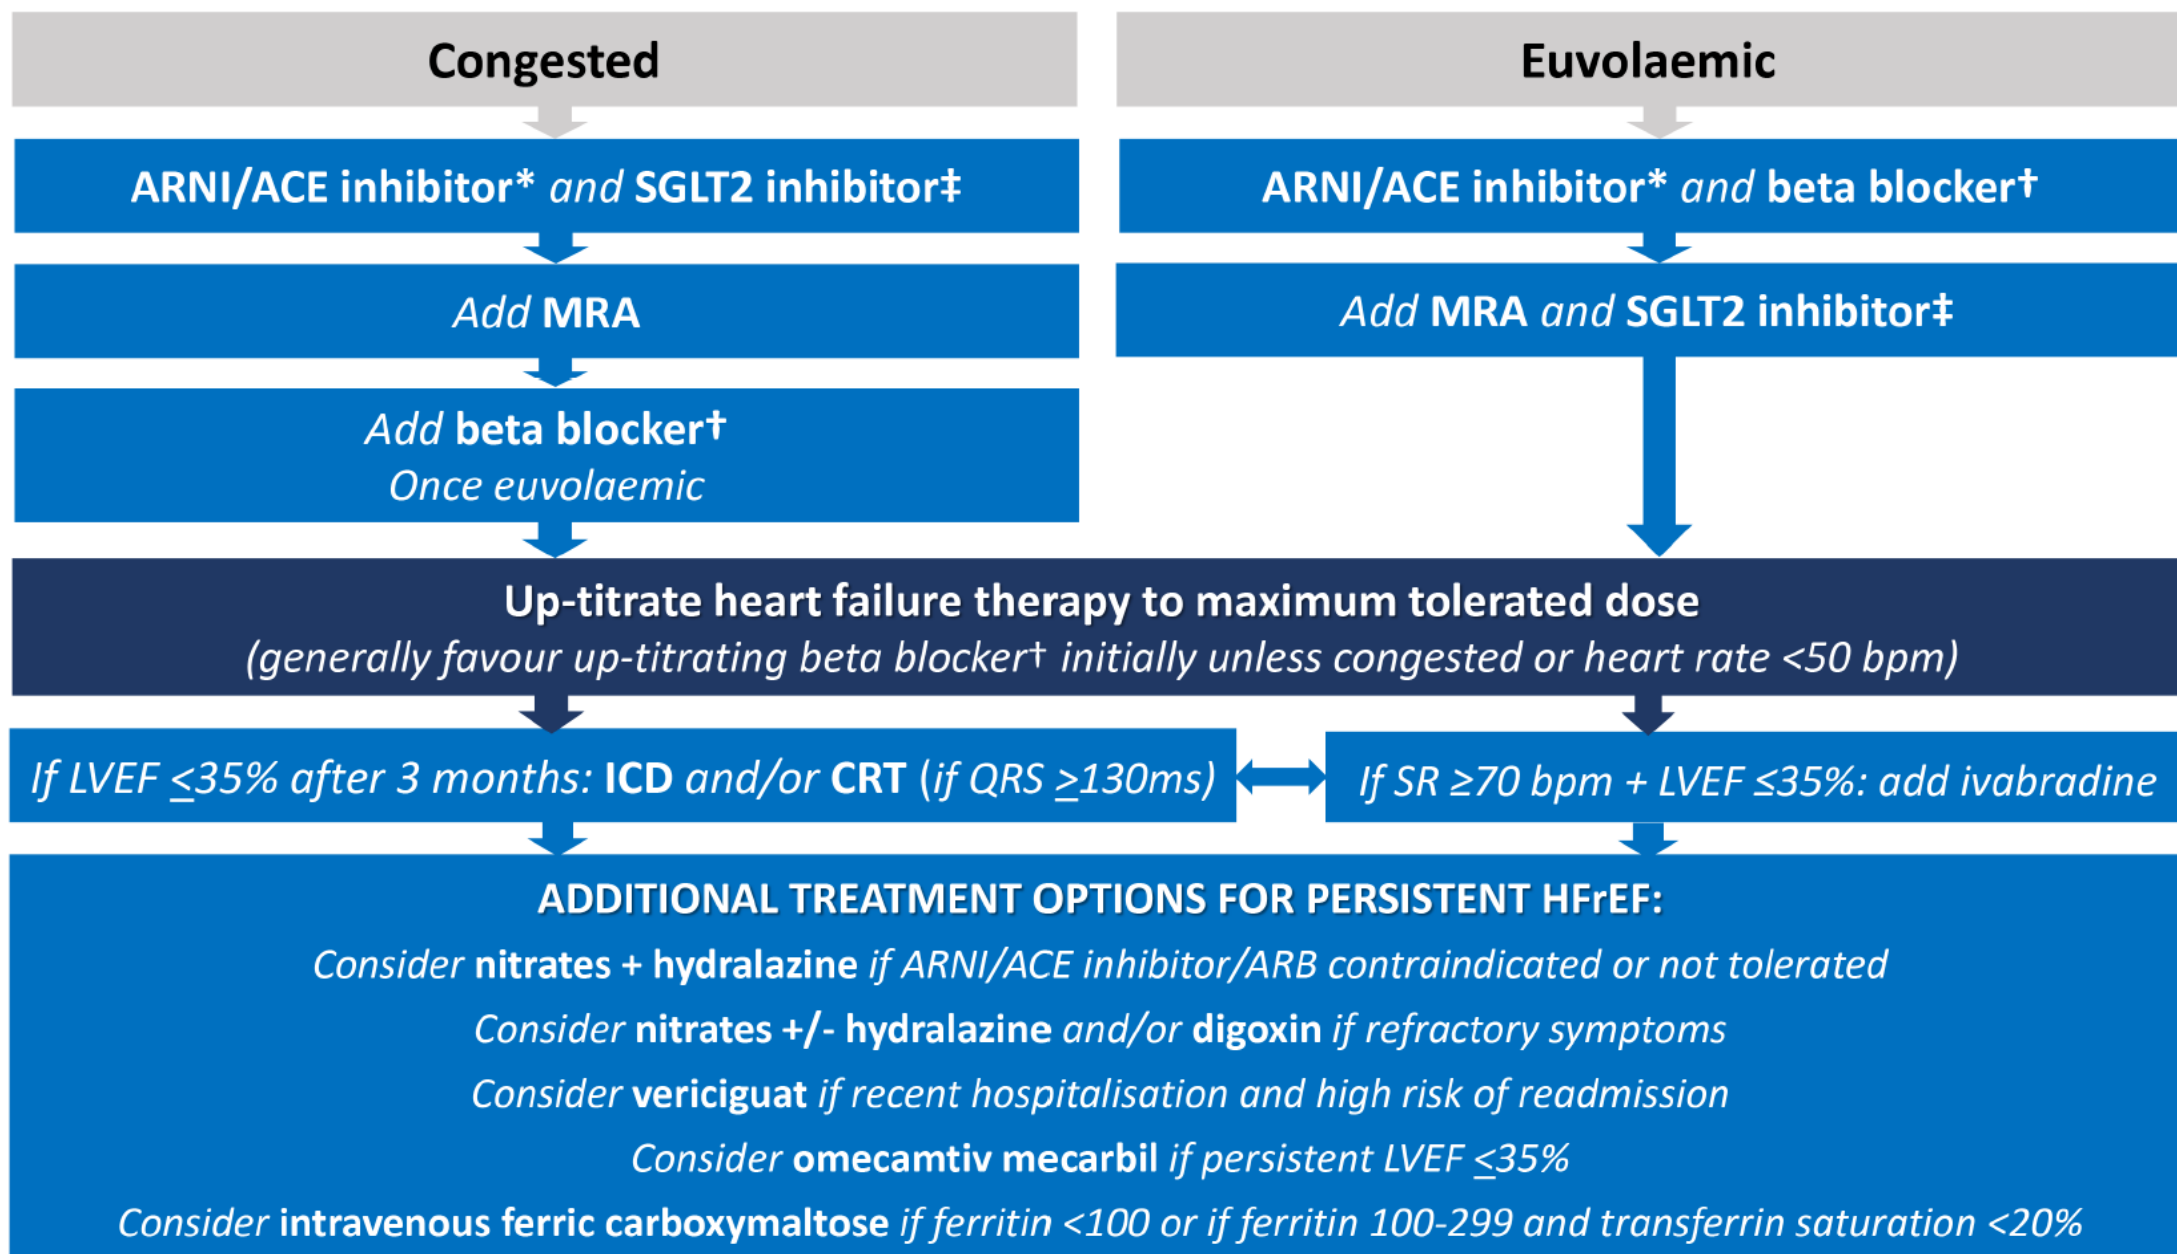 Congested
Euvolaemic
ARNI/ACE inhibitor* and SGLT2 inhibitor‡
ARNI/ACE inhibitor* and beta blocker†
Add MRA
Add MRA and SGLT2 inhibitor‡
Add beta blocker†
Once euvolaemic
Up-titrate heart failure therapy to maximum tolerated dose
(generally favour up-titrating beta blocker† initially unless congested or heart rate <50 bpm)
If LVEF ≤35% after 3 months: ICD and/or CRT (if QRS ≥130ms)
If SR ≥70 bpm + LVEF ≤35%: add ivabradine
ADDITIONAL TREATMENT OPTIONS FOR PERSISTENT HFrEF:
Consider nitrates + hydralazine if ARNI/ACE inhibitor/ARB contraindicated or not tolerated
Consider nitrates +/- hydralazine and/or digoxin if refractory symptoms
Consider vericiguat if recent hospitalisation and high risk of readmission
Consider omecamtiv mecarbil if persistent LVEF ≤35%
Consider intravenous ferric carboxymaltose if ferritin <100 or if ferritin 100-299 and transferrin saturation <20%